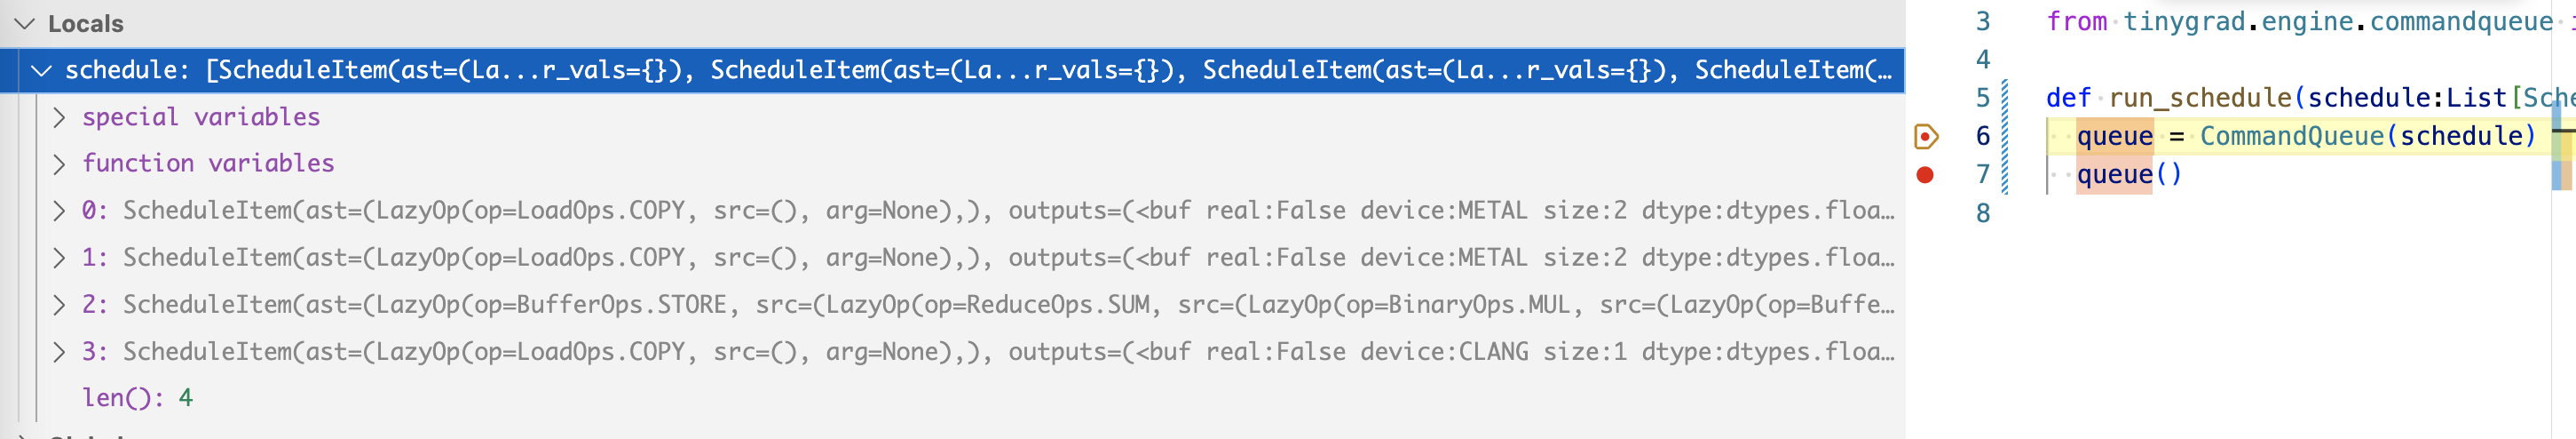 Locals
schedule: [ScheduleItem(ast=(La...r_vals={}), ScheduleItem(ast=(La...r_vals={}), ScheduleItem(ast=(La...r_vals={}), ScheduleItem(…
special variables
function variables
0: ScheduleItem(ast=(LazyOp(op=LoadOps.COPY, src=(), arg=None),), outputs=(<buf real:False device:METAL size:2 dtype:dtypes.floa…
1: ScheduleItem(ast=(LazyOp(op=LoadOps.COPY, src=(), arg=None),), outputs=(<buf real:False device:METAL size:2 dtype:dtypes.floa…
2: ScheduleItem(ast=(LazyOp(op=BufferOps.STORE, src=(LazyOp(op=ReduceOps.SUM, src=(LazyOp(op=BinaryOps.MUL, src=(LazyOp(op=Buffe…
3: ScheduleItem(ast=(LazyOp(op=LoadOps.COPY, src=(), arg=None),), outputs=(<buf real:False device:CLANG size:1 dtype:dtypes.floa…
len(): 4
3 from tinygrad.engine.commandqueue
4
5 def run_schedule(schedule:List[Sche
6 queue = CommandQueue(schedule)
7 queue()
8